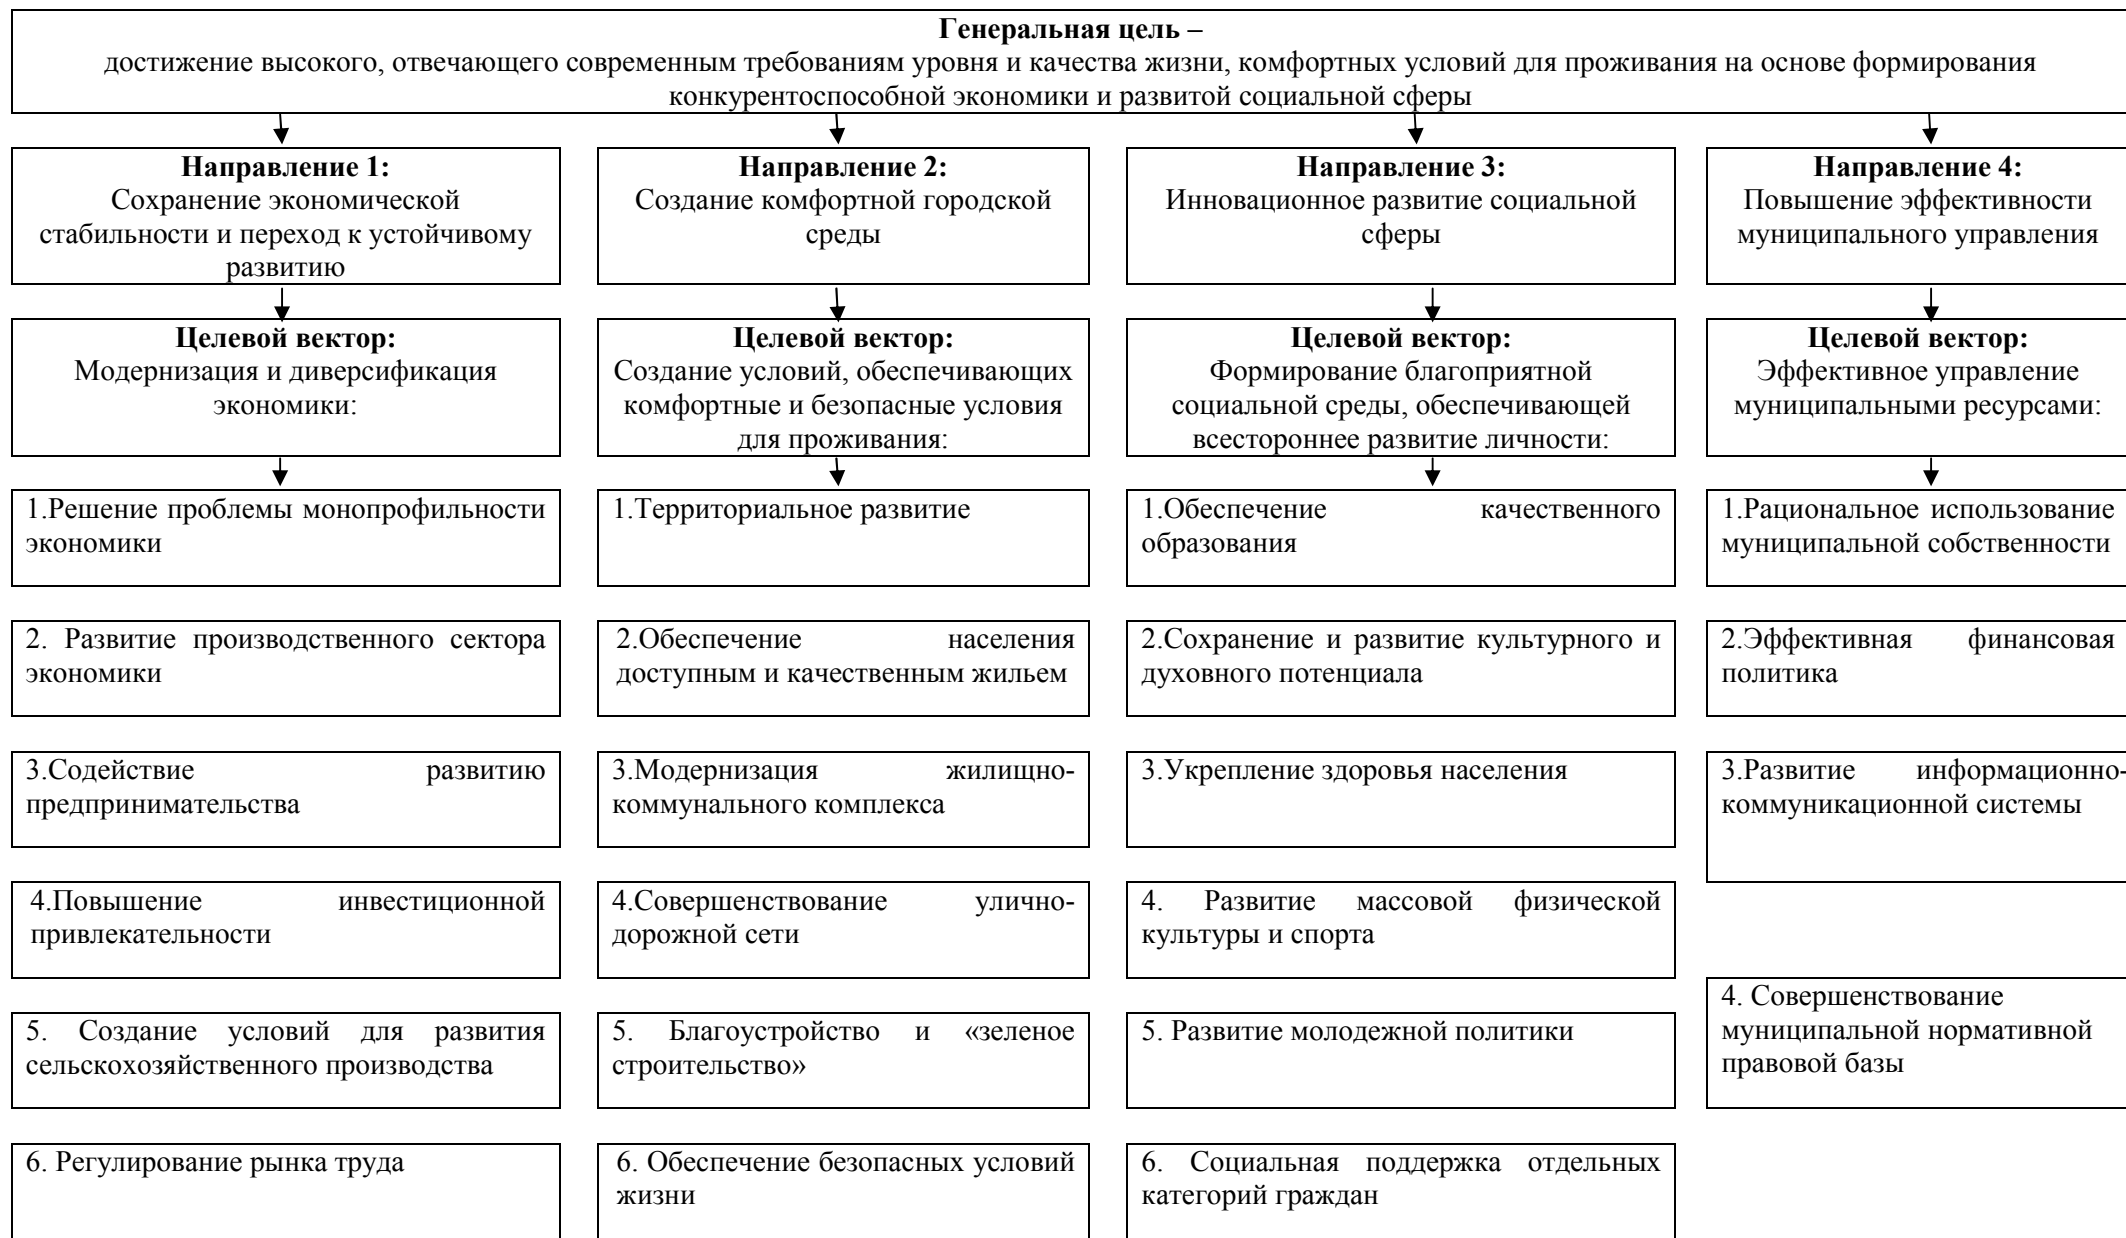 Генеральная цель –
достижение высокого, отвечающего современным требованиям уровня и качества жизни, комфортных условий для проживания на основе формирования
конкурентоспособной экономики и развитой социальной сферы
Направление 1:
Сохранение экономической
стабильности и переход к устойчивому
развитию
Направление 2:
Создание комфортной городской
среды
Направление 3:
Инновационное развитие социальной
сферы
Направление 4:
Повышение эффективности
муниципального управления
Целевой вектор:
Модернизация и диверсификация
экономики:
Целевой вектор:
Создание условий, обеспечивающих
комфортные и безопасные условия
для проживания:
Целевой вектор:
Формирование благоприятной
социальной среды, обеспечивающей
всестороннее развитие личности:
Целевой вектор:
Эффективное управление
муниципальными ресурсами:
1.Решение проблемы монопрофильности
экономики
1.Территориальное развитие
1.Обеспечение качественного
образования
1.Рациональное использование
муниципальной собственности
2. Развитие производственного сектора
экономики
2.Обеспечение населения
доступным и качественным жильем
2.Сохранение и развитие культурного и
духовного потенциала
2.Эффективная финансовая
политика
3.Содействие развитию
предпринимательства
3.Модернизация жилищно-
коммунального комплекса
3.Укрепление здоровья населения
3.Развитие информационно-
коммуникационной системы
4.Повышение инвестиционной
привлекательности
4.Совершенствование улично-
дорожной сети
4. Развитие массовой физической
культуры и спорта
4. Совершенствование
муниципальной нормативной
правовой базы
5. Создание условий для развития
сельскохозяйственного производства
5. Благоустройство и «зеленое
строительство»
5. Развитие молодежной политики
6. Регулирование рынка труда
6. Обеспечение безопасных условий
жизни
6. Социальная поддержка отдельных
категорий граждан